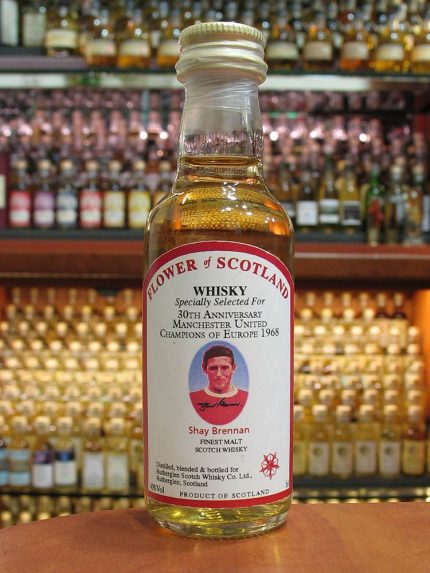 FLOWER of SCOTLAND
WHISKY
Specially Selected For
30TH ANNIVERSARY
MANCHESTER UNITED
CHAMPIONS OF EUROPE 1968
Shay Brennan
FINEST MALT
SCOTCH WHISKY
Distilled, blended & bottled for
Rutherglen Scotch Whisky Co. Ltd.,
Rutherglen, Scotland
PRODUCT OF SCOTLAND